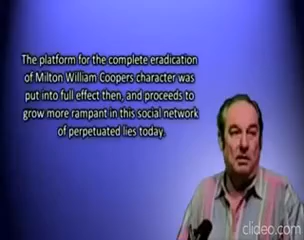 The platform for the complete eradication
of Milton William Coopers character was
put into full effect then, and proceeds to
grow more rampant in this social network
of perpetuated lies today.
clideo.com